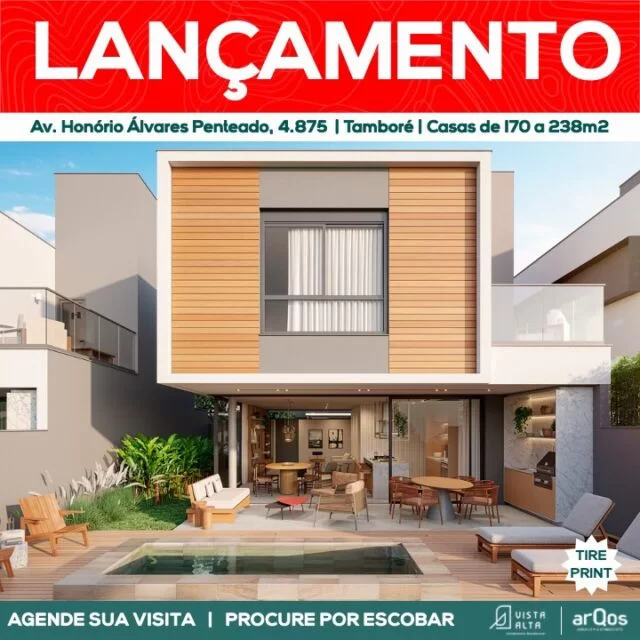 LANÇAMENTO
Av. Honório Álvares Penteado, 4.875 | Tamboré | Casas de 170 a 238m2
TIRE
PRINT
AGENDE SUA VISITA | PROCURE POR ESCOBAR
VISTA
ALTA
arQos